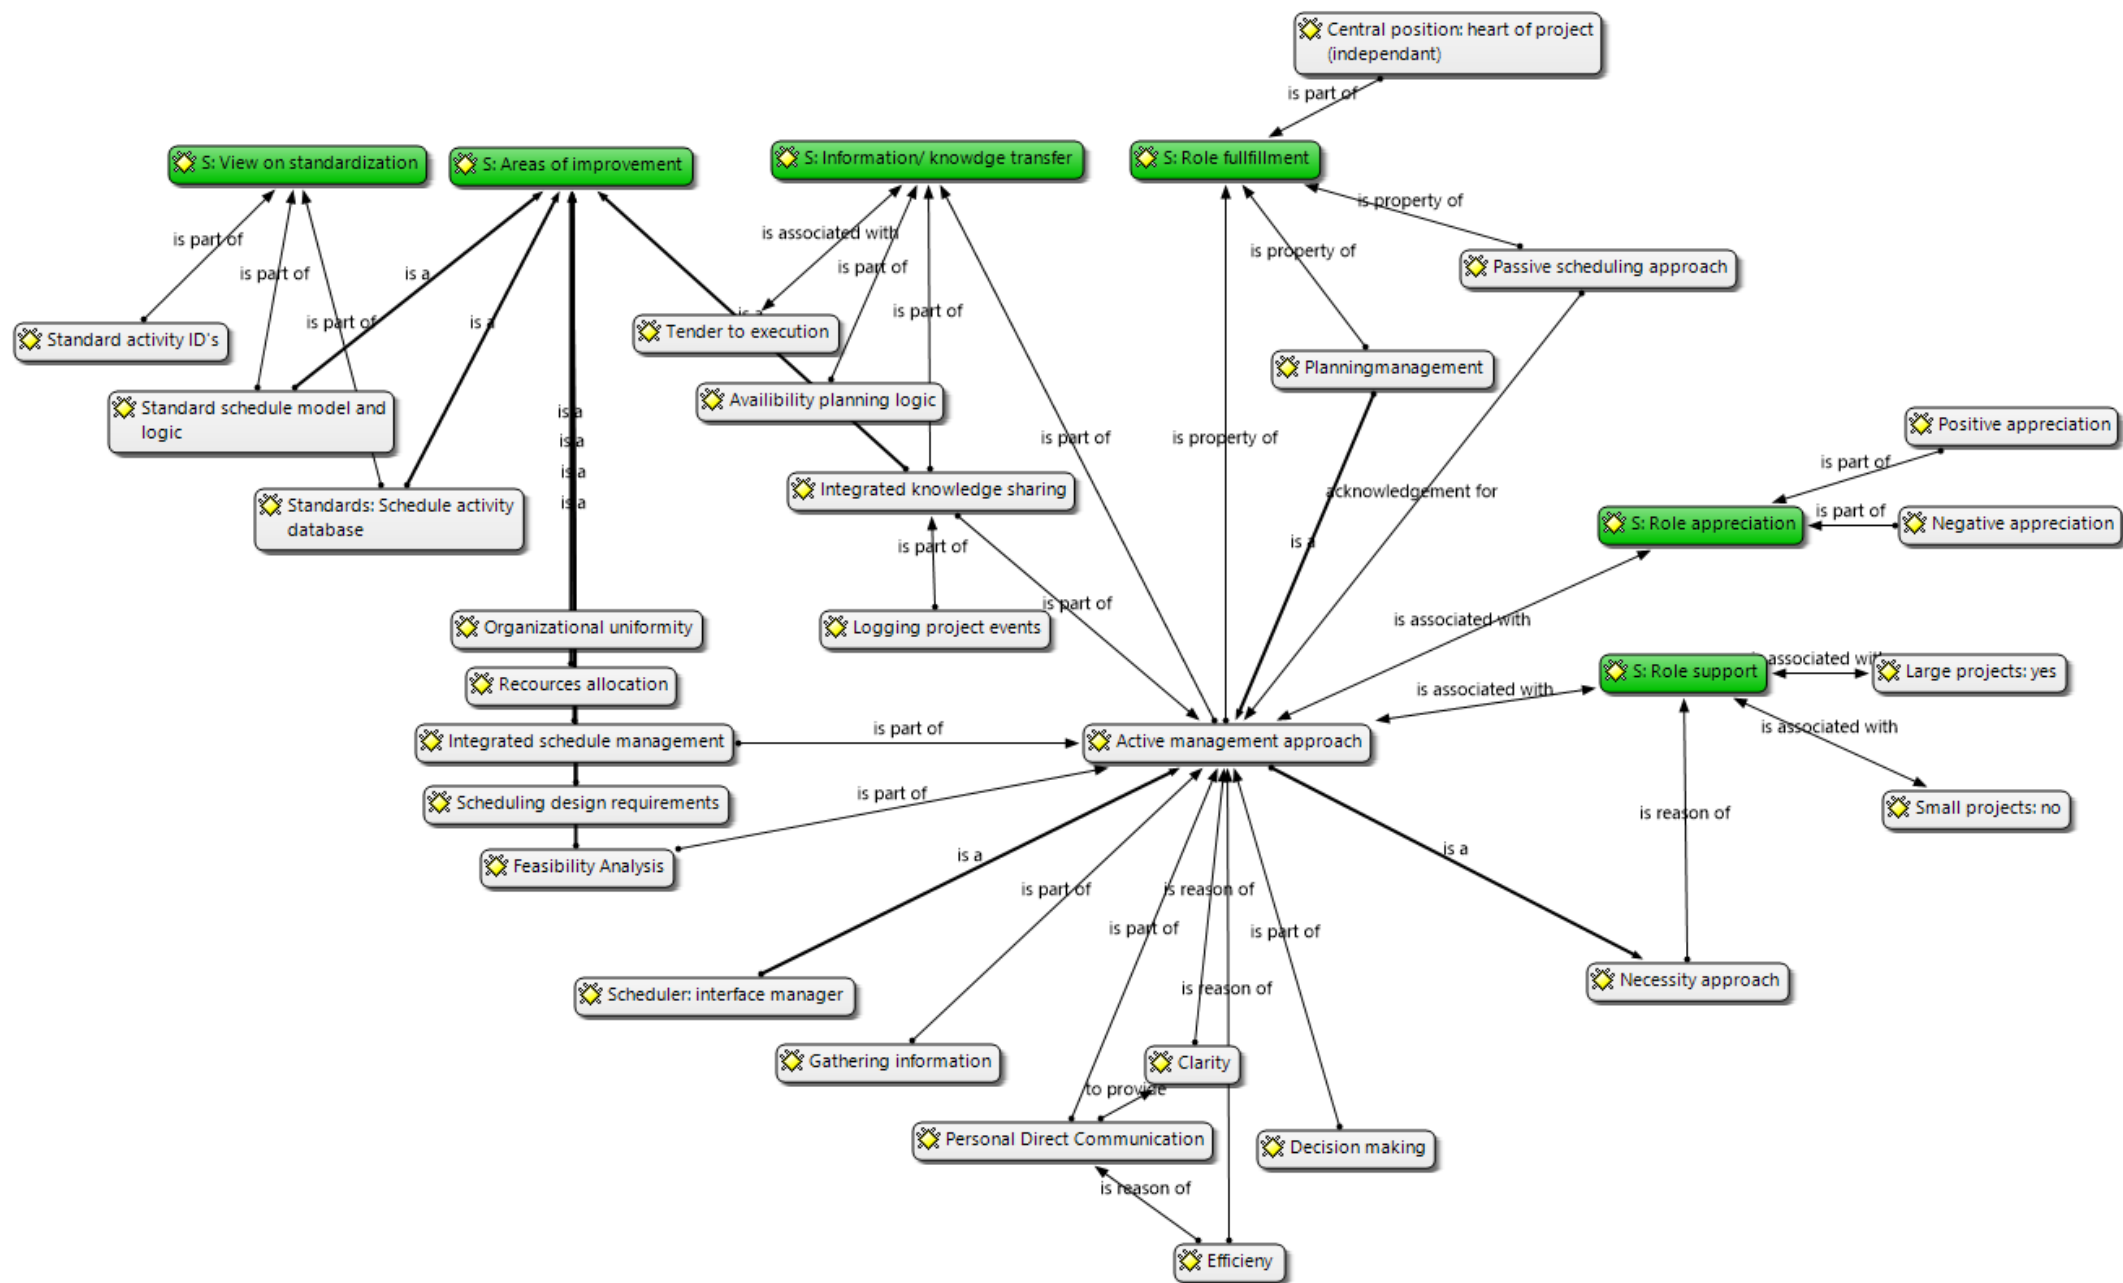 Central position: heart of project
(independant)
is part of
S: View on standardization
S: Areas of improvement
S: Information/ knowdge transfer
S: Role fullfillment
is property of
is part of
is associated with
is property of
Passive scheduling approach
is part of
is a
is part of
is part of
is a
is a
is part of
Standard activity ID's
Tender to execution
Planningmanagement
Standard schedule model and
logic
Availibility planning logic
is a
is a
is a
is a
is part of
is property of
Positive appreciation
is part of
Standards: Schedule activity
database
Integrated knowledge sharing
acknowledgement for
S: Role appreciation
is part of
Negative appreciation
is part of
is a
is part of
is associated with
Organizational uniformity
Logging project events
Recources allocation
is associated with
S: Role support
is associated with
Large projects: yes
Integrated schedule management
is part of
Active management approach
is associated with
Scheduling design requirements
is part of
Small projects: no
is reason of
Feasibility Analysis
is a
is a
is part of
is reason of
is part of
is part of
Scheduler: interface manager
is reason of
Necessity approach
Gathering information
Clarity
to provide
Personal Direct Communication
Decision making
is reason of
Efficieny